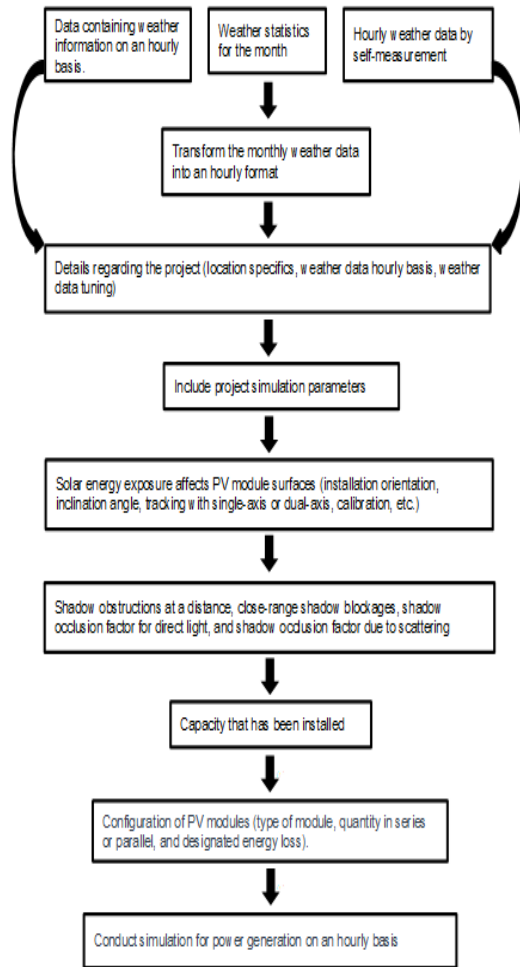 Data containing weather
information on an hourly
basis.
Weather statistics
for the month
Hourly weather data by
self-measurement
Transform the monthly weather data
into an hourly format
Details regarding the project (location specifics, weather data hourly basis, weather
data tuning)
Include project simulation parameters
Solar energy exposure affects PV module surfaces (installation orientation,
inclination angle, tracking with single-axis or dual-axis, calibration, etc.)
Shadow obstructions at a distance, close-range shadow blockages, shadow
occlusion factor for direct light, and shadow occlusion factor due to scattering
Capacity that has been installed
Configuration of PV modules (type of module, quantity in series
or parallel, and designated energy loss).
Conduct simulation for power generation on an hourly basis